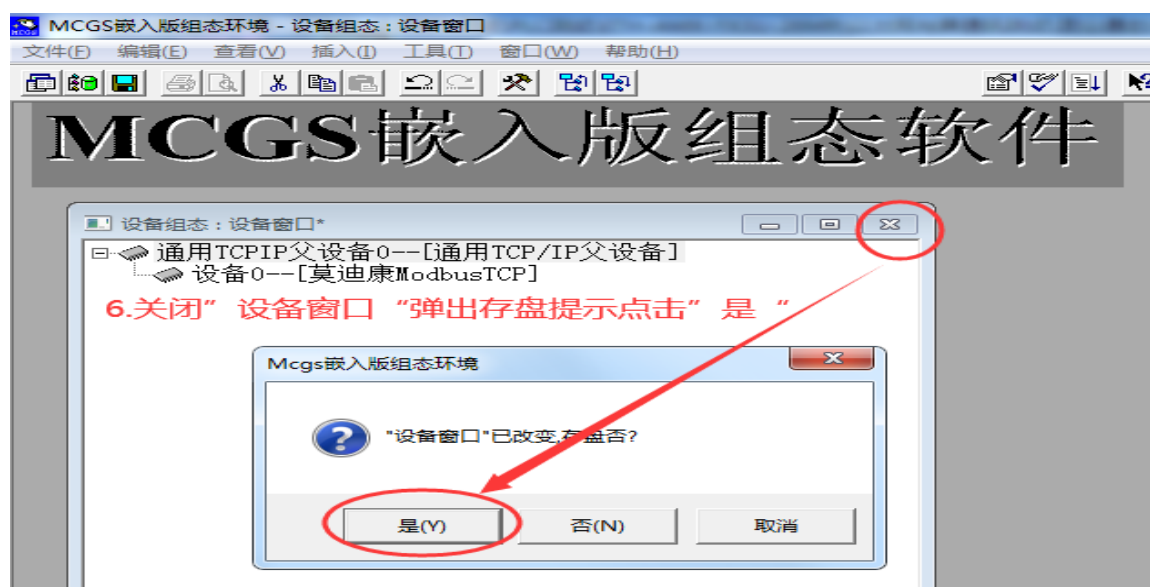 MCGS嵌入版组态环境 - 设备组态 : 设备窗口
文件(F) 编辑(E) 查看(V) 插入(I) 工具(T) 窗口(W) 帮助(H)
MCGS嵌入版组态软件
设备组态 : 设备窗口*
通用TCPIP父设备0--[通用TCP/IP父设备]
设备0--[莫迪康ModbusTCP]
6.关闭”设备窗口“弹出存盘提示点击”是“
Mcgs嵌入版组态环境
"设备窗口"已改变,存盘否?
是(Y) 否(N) 取消